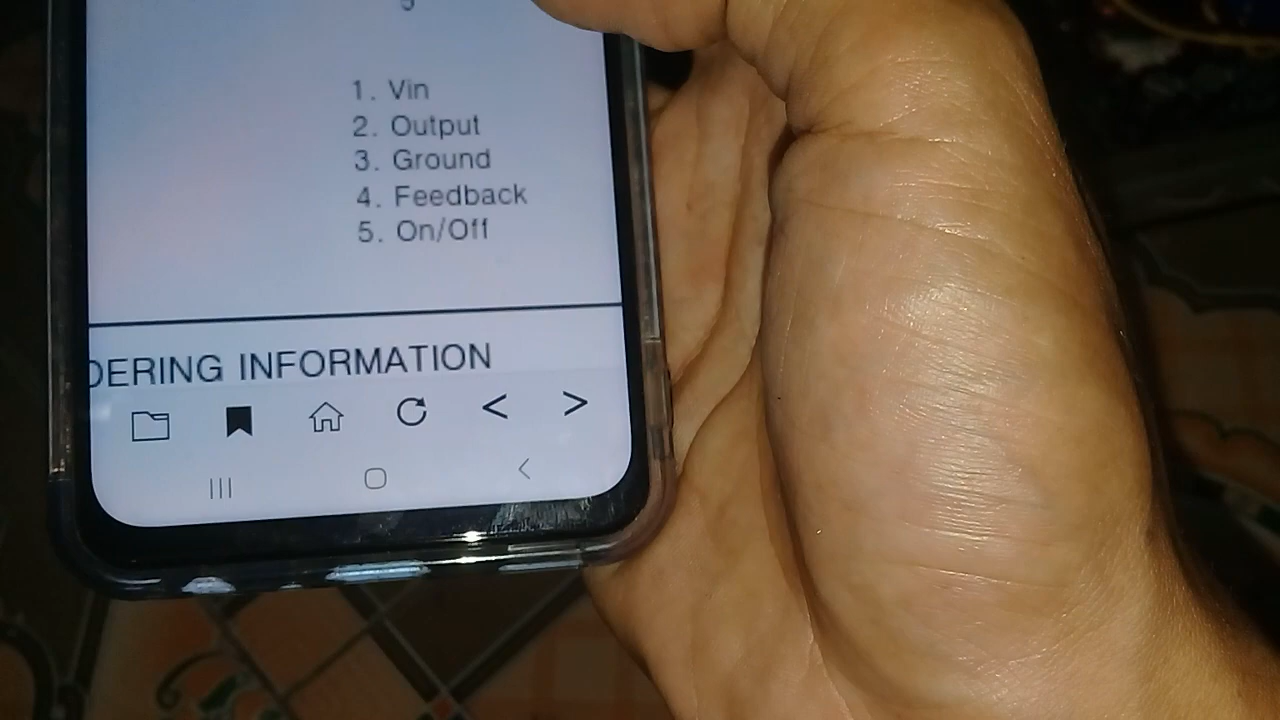 1. Vin
2. Output
3. Ground
4. Feedback
5. On/Off
DERING INFORMATION